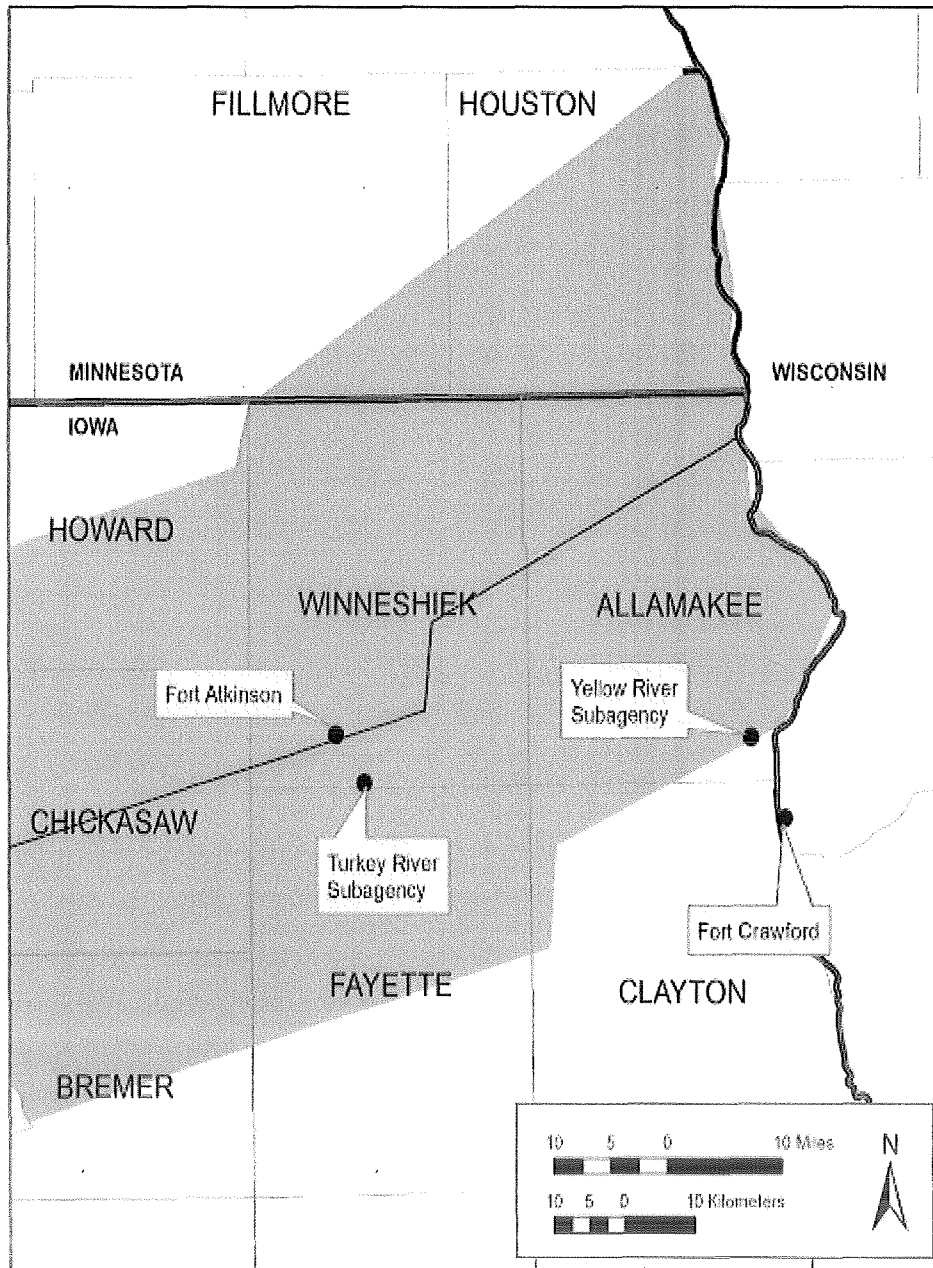 FILLMORE
HOUSTON
MINNESOTA
WISCONSIN
IOWA
HOWARD
WINNESHIEK
ALLAMAKEE
Fort Atkinson
Yellow River
Subagency
CHICKASAW
Turkey River
Subagency
Fort Crawford
FAYETTE
CLAYTON
BREMER
10 5 0 10 Miles
N
10 5 0 10 Kilometers